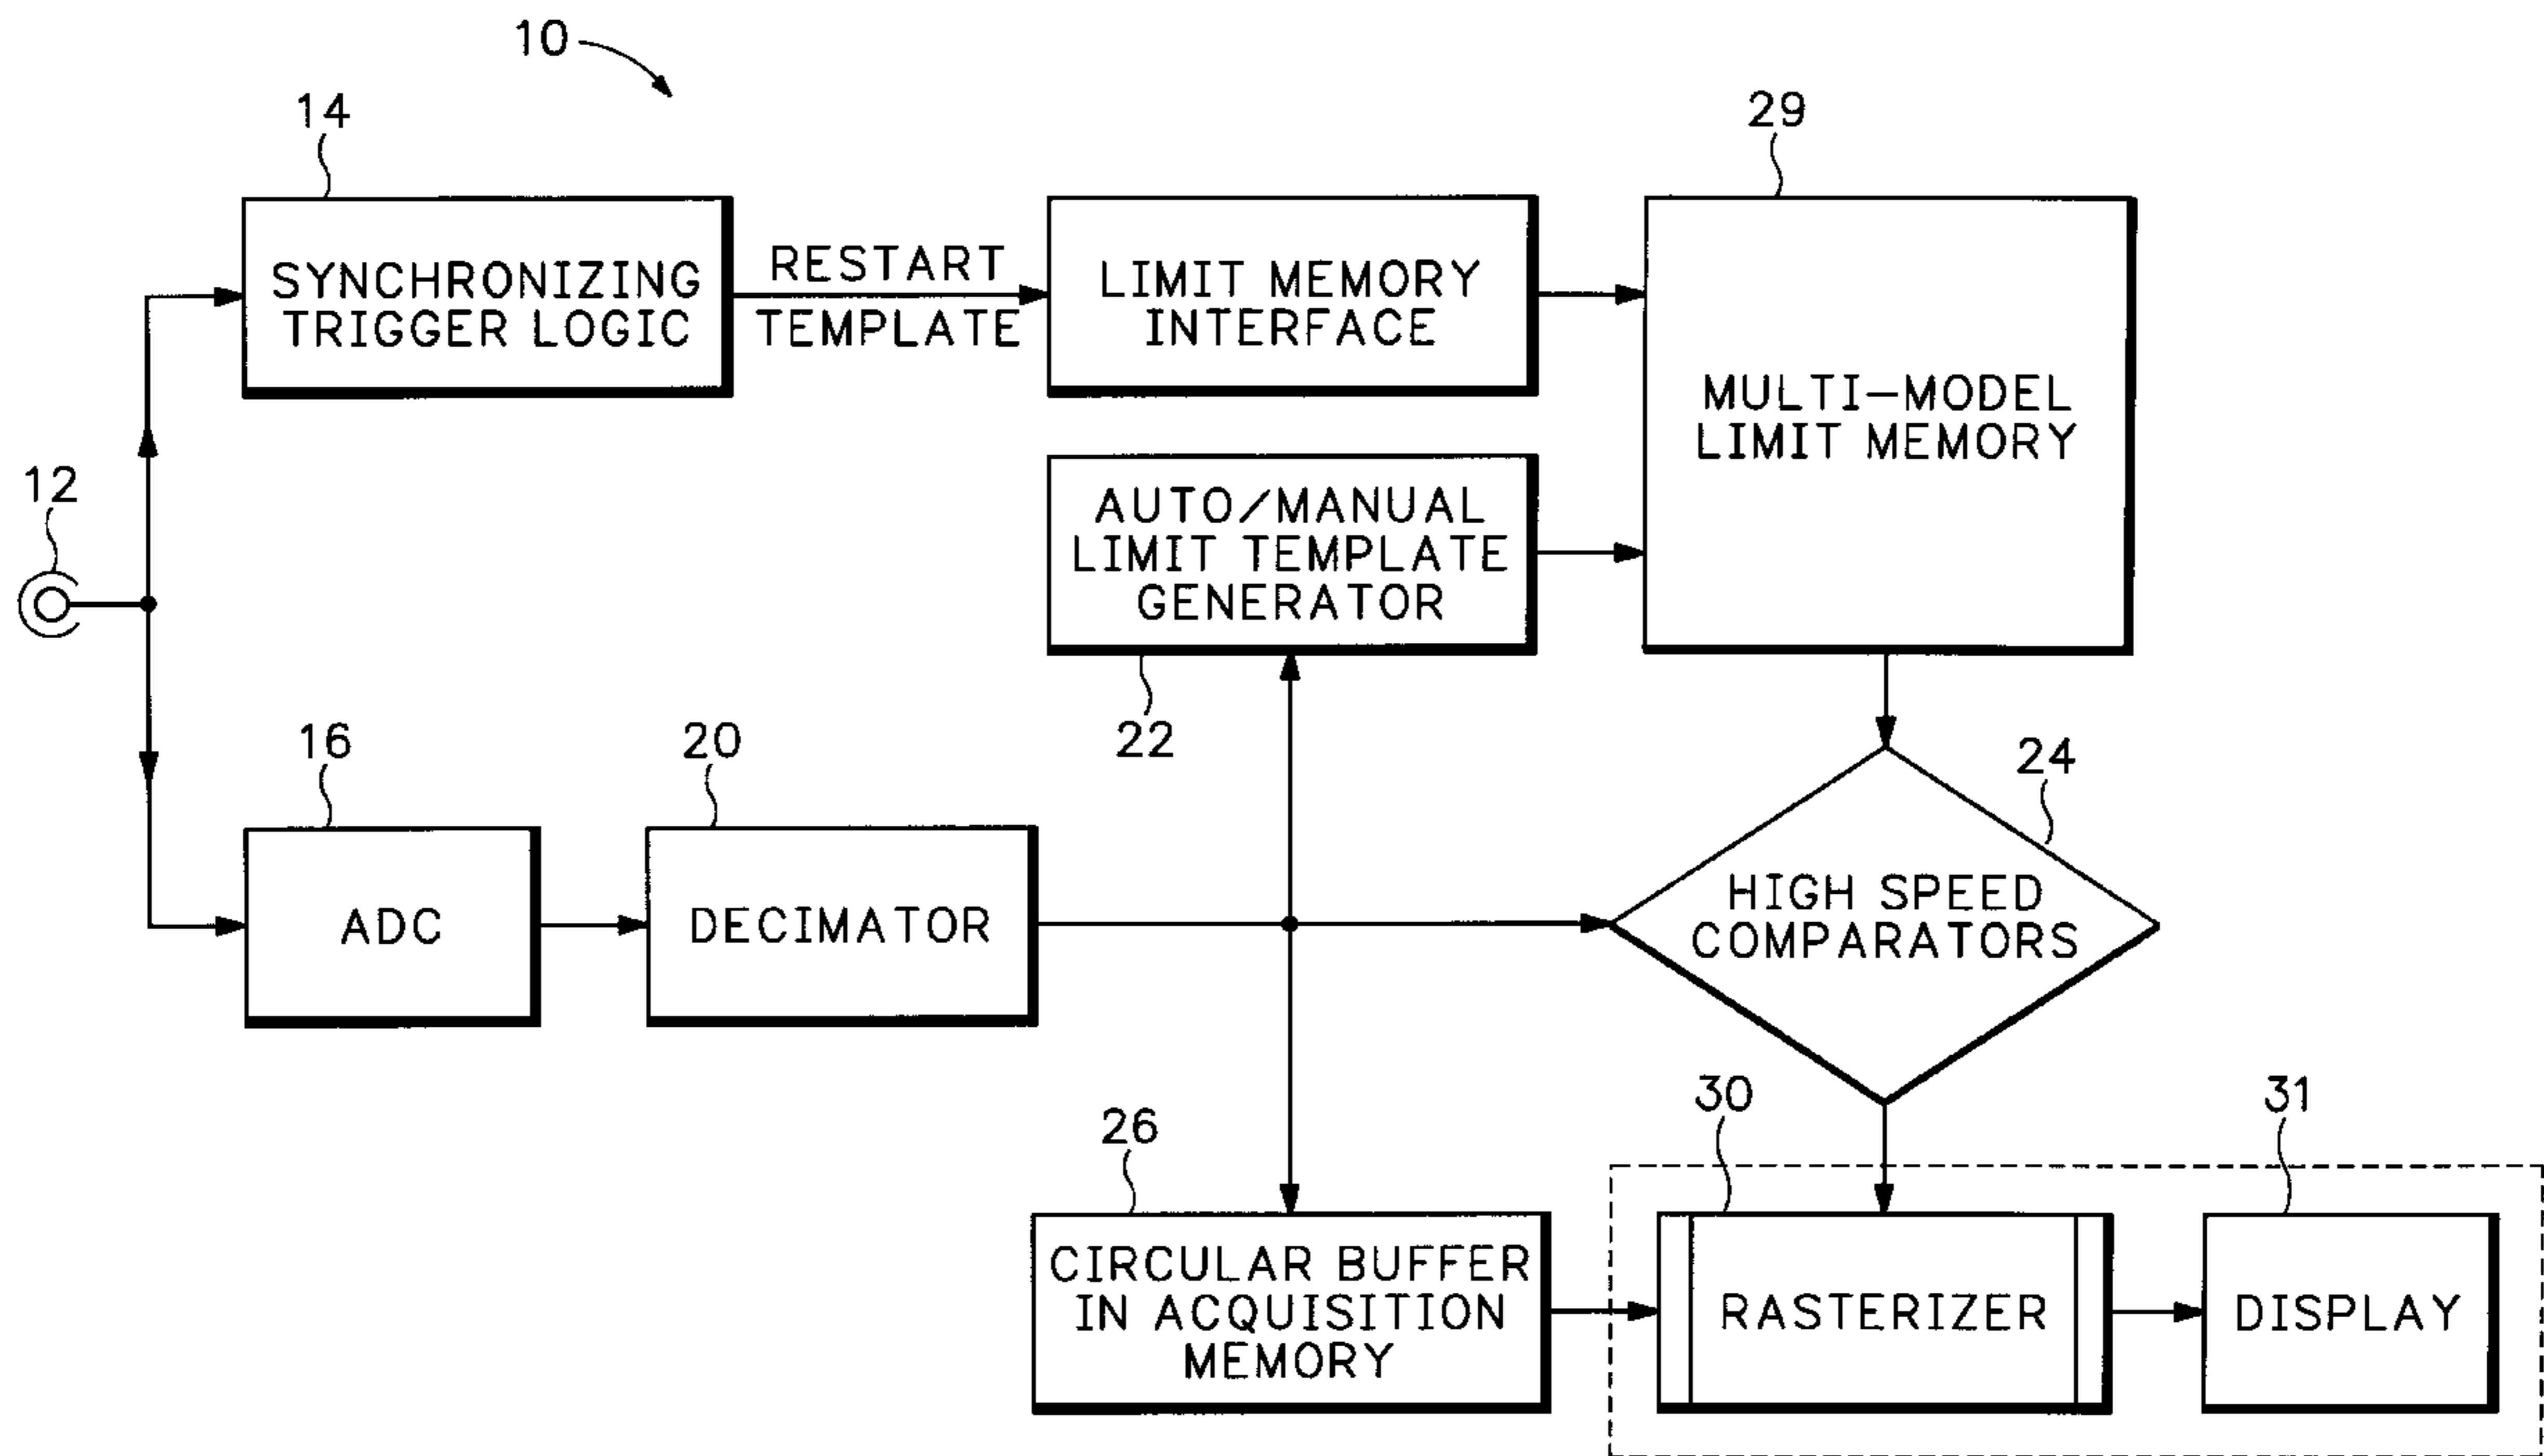 10
14
29
SYNCHRONIZING
TRIGGER LOGIC
RESTART
TEMPLATE
LIMIT MEMORY
INTERFACE
MULTI-MODEL
LIMIT MEMORY
12
AUTO/MANUAL
LIMIT TEMPLATE
GENERATOR
22
16
20
24
ADC
DECIMATOR
HIGH SPEED
COMPARATORS
26
30
31
CIRCULAR BUFFER
IN ACQUISITION
MEMORY
RASTERIZER
DISPLAY